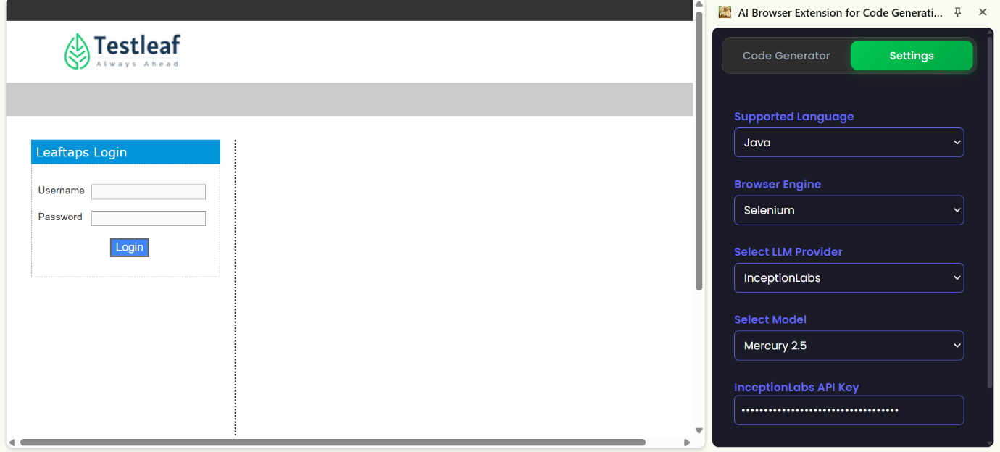 Testleaf
Always Ahead
Leaftaps Login
Username
Password
Login
AI Browser Extension for Code Generati...
Code Generator
Settings
Supported Language
Java
Browser Engine
Selenium
Select LLM Provider
InceptionLabs
Select Model
Mercury 2.5
InceptionLabs API Key
•••••••••••••••••••••••••••••••••••